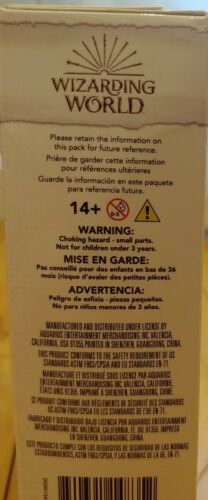 WIZARDING
WORLD
Please retain the information on
this pack for future reference.
Prière de garder cette information
pour références ultérieures
Guarde la información en este paquete
para referencia futura.
14+ 0-3
WARNING:
Choking hazard - small parts.
Not for children under 3 years.
MISE EN GARDE:
Pas conseillé pour des enfants en bas de 36
mois (risque d'avaler des petites pièces).
ADVERTENCIA:
Peligro de asfixia - piezas pequeñas.
No para niños menores de 3 años.
MANUFACTURED AND DISTRIBUTED UNDER LICENSE BY
AQUARIUS ENTERTAINMENT MERCHANDISING INC. VALENCIA,
CALIFORNIA, USA 91355 PRINTED IN SHENZHEN, GUANGDONG, CHINA.
THIS PRODUCT CONFORMS TO THE SAFETY REQUIREMENT OF US
STANDARDS ASTM F963/CPSIA AND EU STANDARDS EN-71.
MANUFACTURÉ ET DISTRIBUÉ SOUS LICENCE PAR AQUARIUS
ENTERTAINMENT MERCHANDISING INC VALENCIA, CALIFORNIE,
ÉTATS UNIS 91355 IMPRIMÉ EN SHENZHEN, GUANGDONG, CHINA.
CE PRODUIT CONFORME AUX RÈGLEMENTS DE SÉCURITÉ DES STANDARDS
US ASTM-F963/CPSIA ET LES STANDARDS DE L'UE EN-71.
FABRICADO Y DISTRIBUIDO BAJO LICENCIA POR AQUARIUS ENTERTAINMENT
MERCHANDISING INC VALENCIA, CALIFORNIA, EE. UU. 91355 IMPRESO
EN SHENZHEN, GUANGDONG, CHINA.
ESTE PRODUCTO CUMPLE CON LOS REQUISITOS DE SEGURIDAD DE LAS NORMAS
ESTADOUNIDENSES, ASTM F963/CPSIA, Y LAS NORMAS DE LA UE, EN-71.